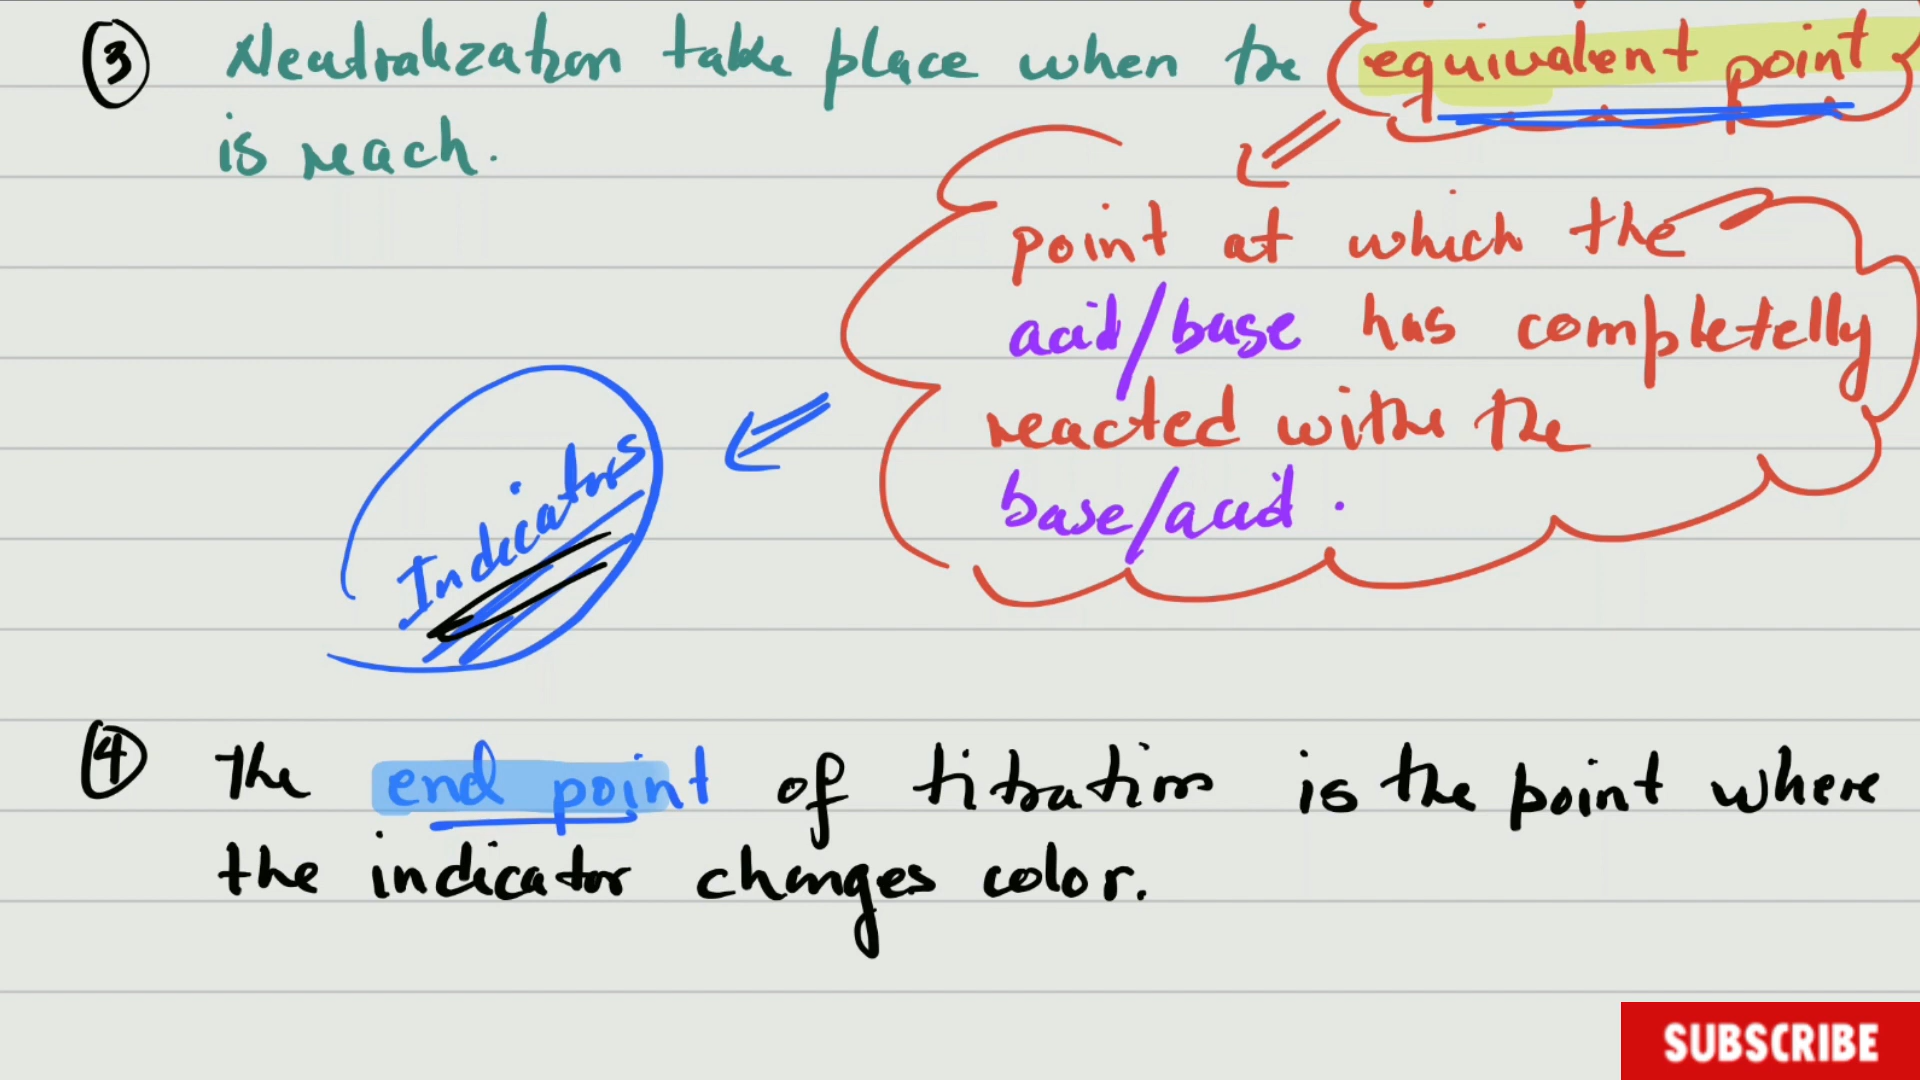 3 Neutralization take place when the equivalent point
is reach.
point at which the
acid/base has completelly
reacted withe the
base/acid.
Indicators
4 The end point of titration is the point where
the indicator changes color.
SUBSCRIBE